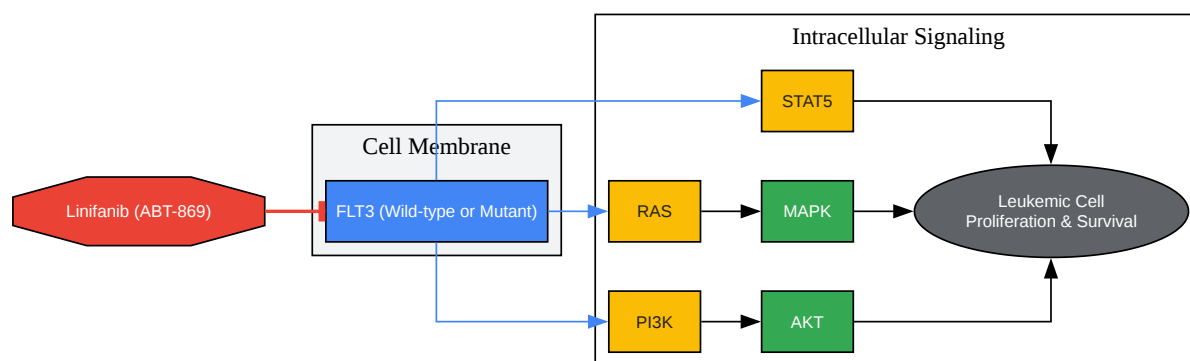 Intracellular Signaling
STAT5
Cell Membrane
Linifanib (ABT-869)
FLT3 (Wild-type or Mutant)
RAS
MAPK
Leukemic Cell
Proliferation & Survival
PI3K
AKT